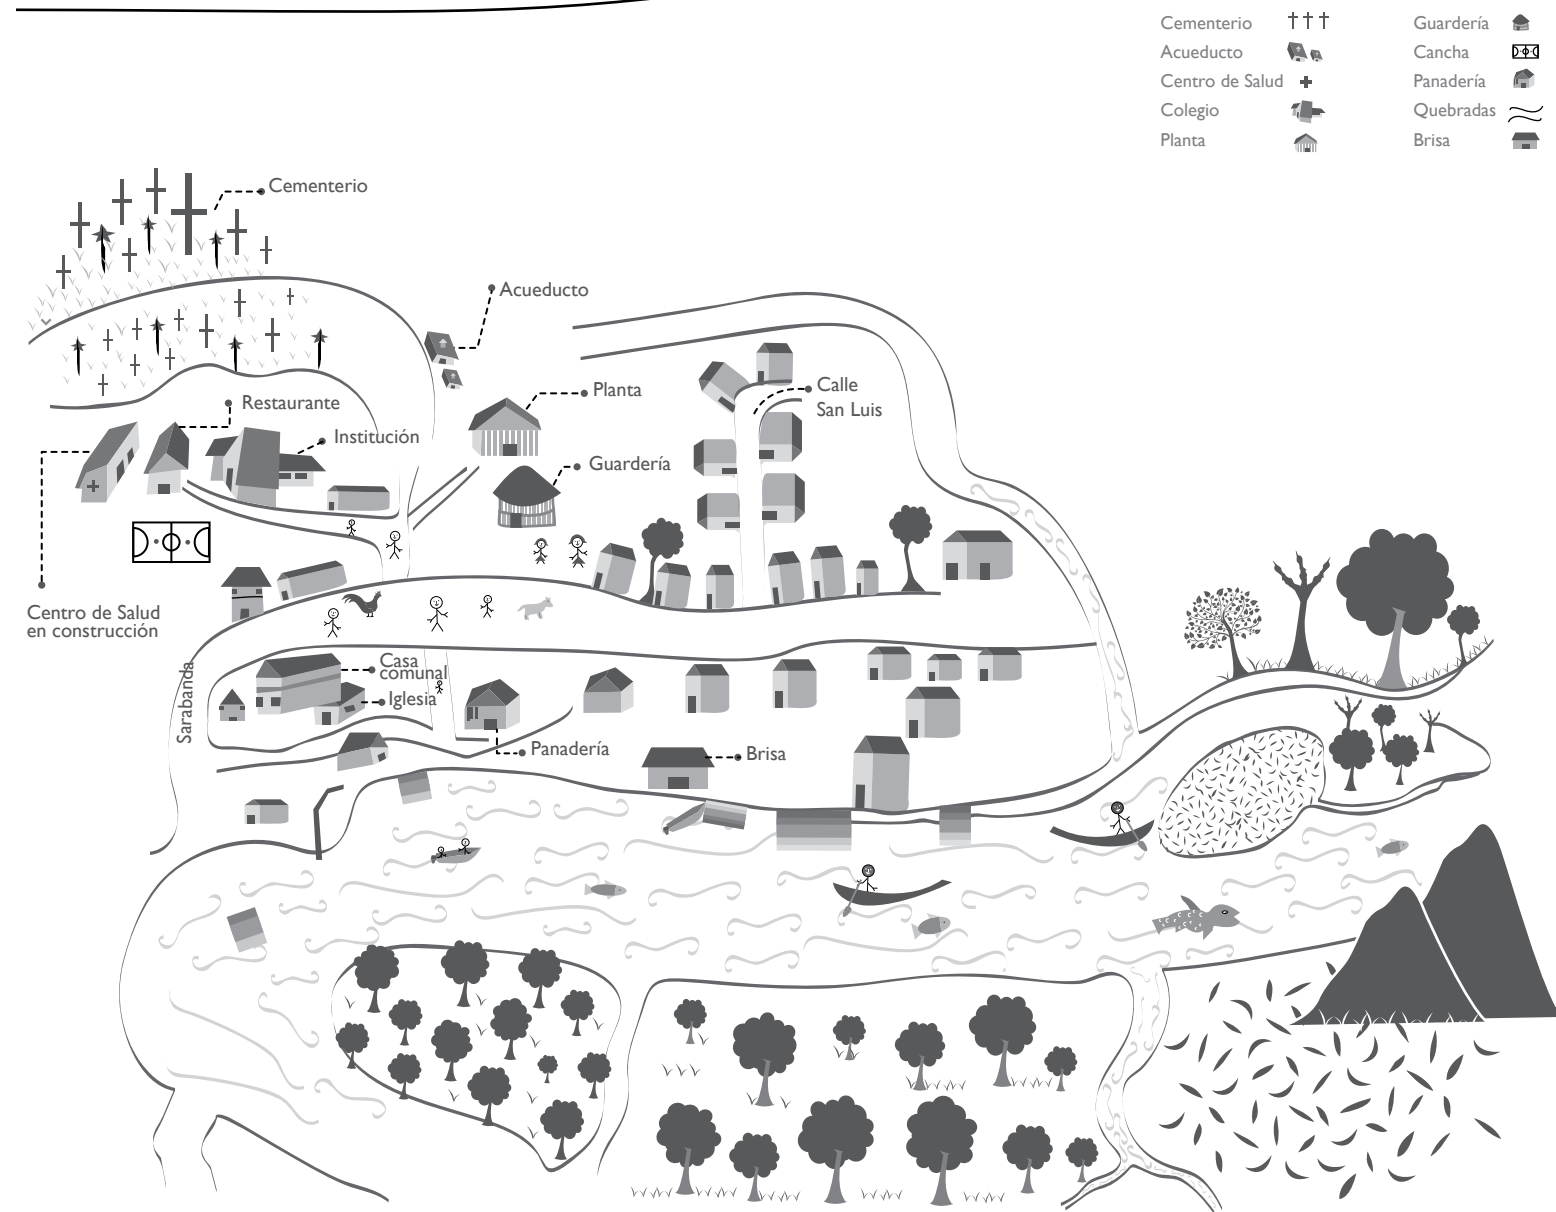 Cementerio
Acueducto
Centro de Salud
Colegio
Planta
Guardería
Cancha
Panadería
Quebradas
Brisa
Cementerio
Acueducto
Planta
Calle
San Luis
Restaurante
Institución
Guardería
Centro de Salud
en construcción
Sarabanda
Casa
comunal
Iglesia
Panadería
Brisa